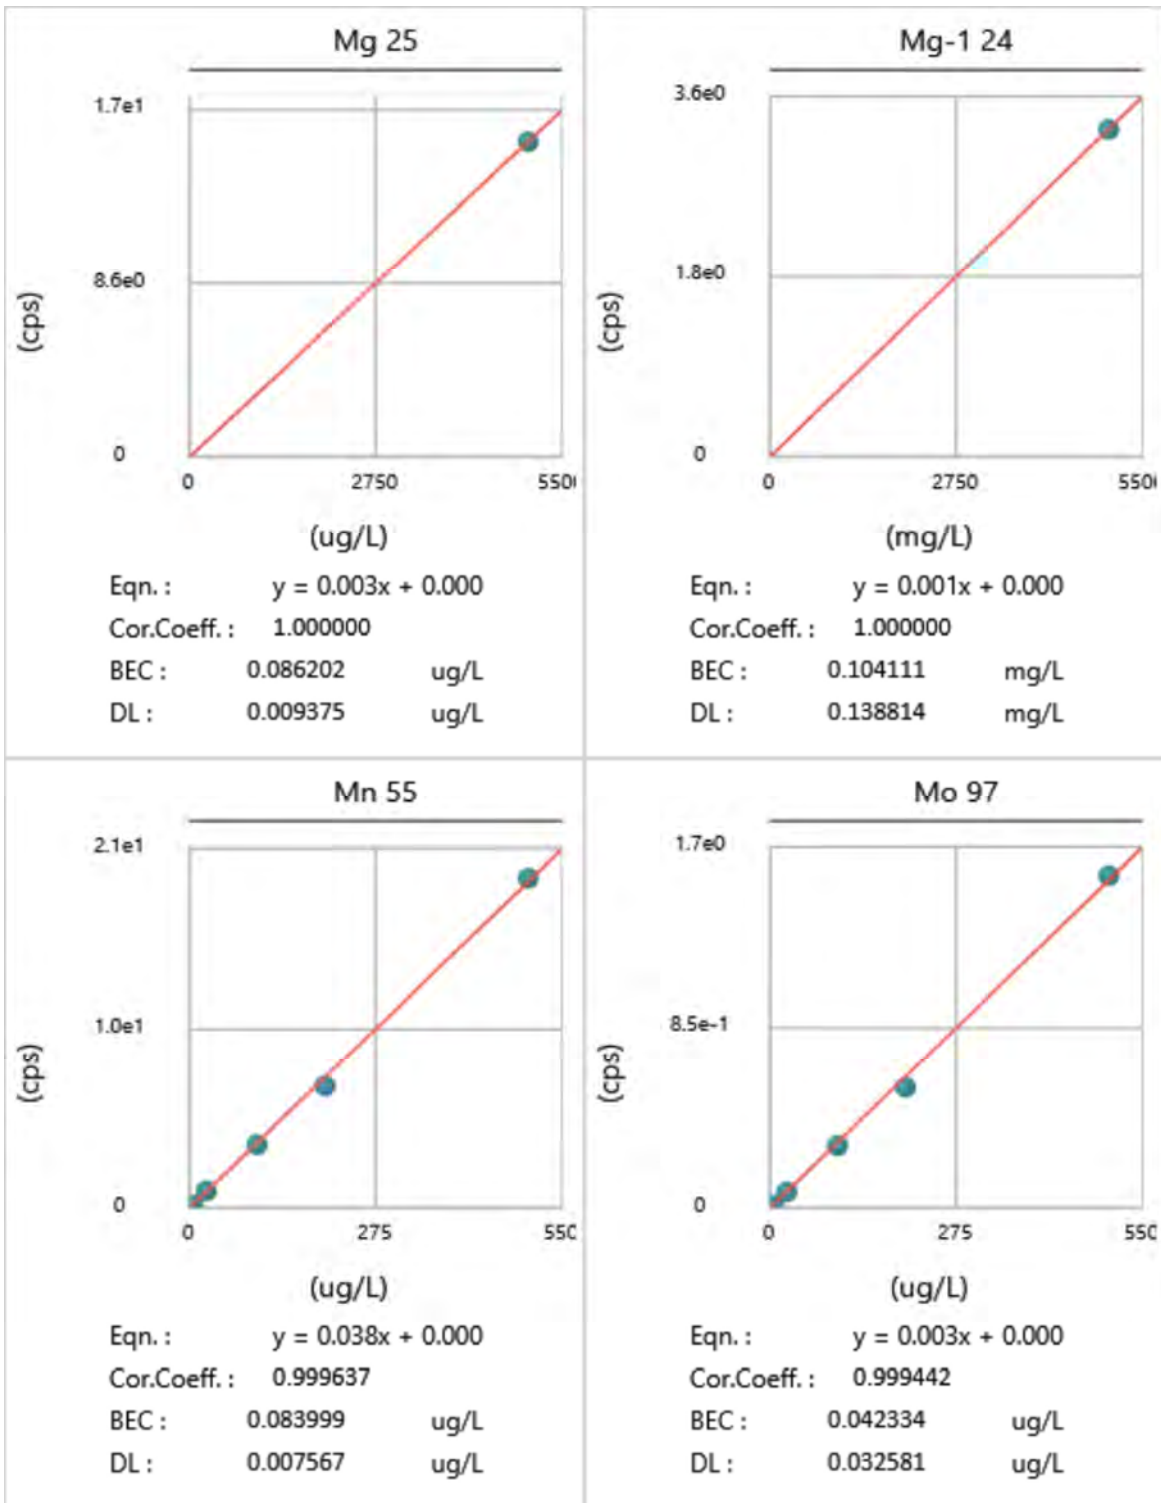 Mg 25
1.7e1
8.6e0
0
(cps)
0 2750 550
(ug/L)
Eqn. : y = 0.003x + 0.000
Cor.Coeff. : 1.000000
BEC : 0.086202 ug/L
DL : 0.009375 ug/L
Mg-1 24
3.6e0
1.8e0
0
(cps)
0 2750 550
(mg/L)
Eqn. : y = 0.001x + 0.000
Cor.Coeff. : 1.000000
BEC : 0.104111 mg/L
DL : 0.138814 mg/L
Mn 55
2.1e1
1.0e1
0
(cps)
0 275 550
(ug/L)
Eqn. : y = 0.038x + 0.000
Cor.Coeff. : 0.999637
BEC : 0.083999 ug/L
DL : 0.007567 ug/L
Mo 97
1.7e0
8.5e-1
0
(cps)
0 275 550
(ug/L)
Eqn. : y = 0.003x + 0.000
Cor.Coeff. : 0.999442
BEC : 0.042334 ug/L
DL : 0.032581 ug/L